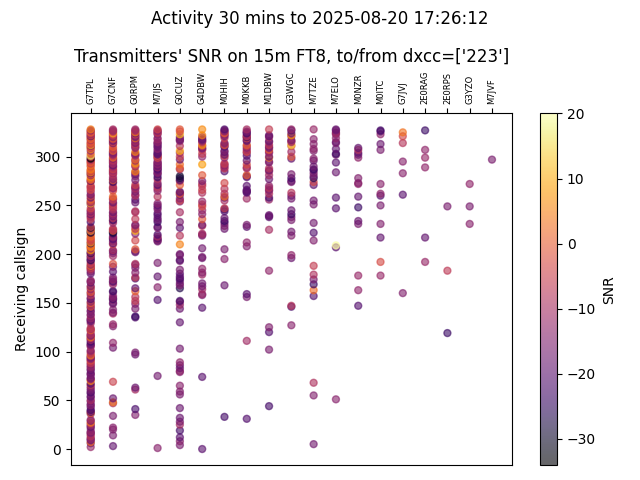 Activity 30 mins to 2025-08-20 17:26:12
Transmitters' SNR on 15m FT8, to/from dxcc=['223']
G7TPL G7CNF G0RPM M7IJS G0CUZ G4DBW M0HIH M0KKB M1DBW G3WGC M7TZE M7ELO M0NZR M0ITC G7JVJ 2E0RAG 2E0RPS G3YZO M7JVF
Receiving callsign
300
250
200
150
100
50
0
20
10
0
−10
−20
−30
SNR